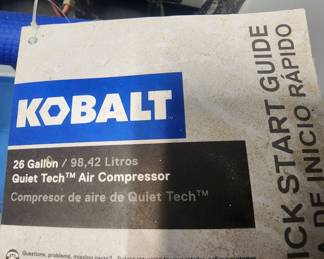 KOBALT
26 Gallon / 98,42 Litros
Quiet Tech™ Air Compressor
Compresor de aire de Quiet Tech™
Questions, problems, missing parts?
ICK START GUIDE
A DE INICIO RÁPIDO